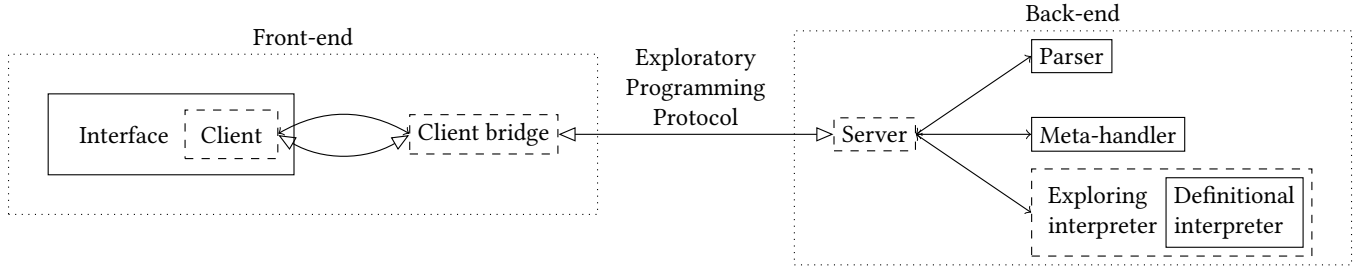 Front-end
Interface
Client
Client bridge
Exploratory
Programming
Protocol
Back-end
Server
Parser
Meta-handler
Exploring
interpreter
Definitional
interpreter